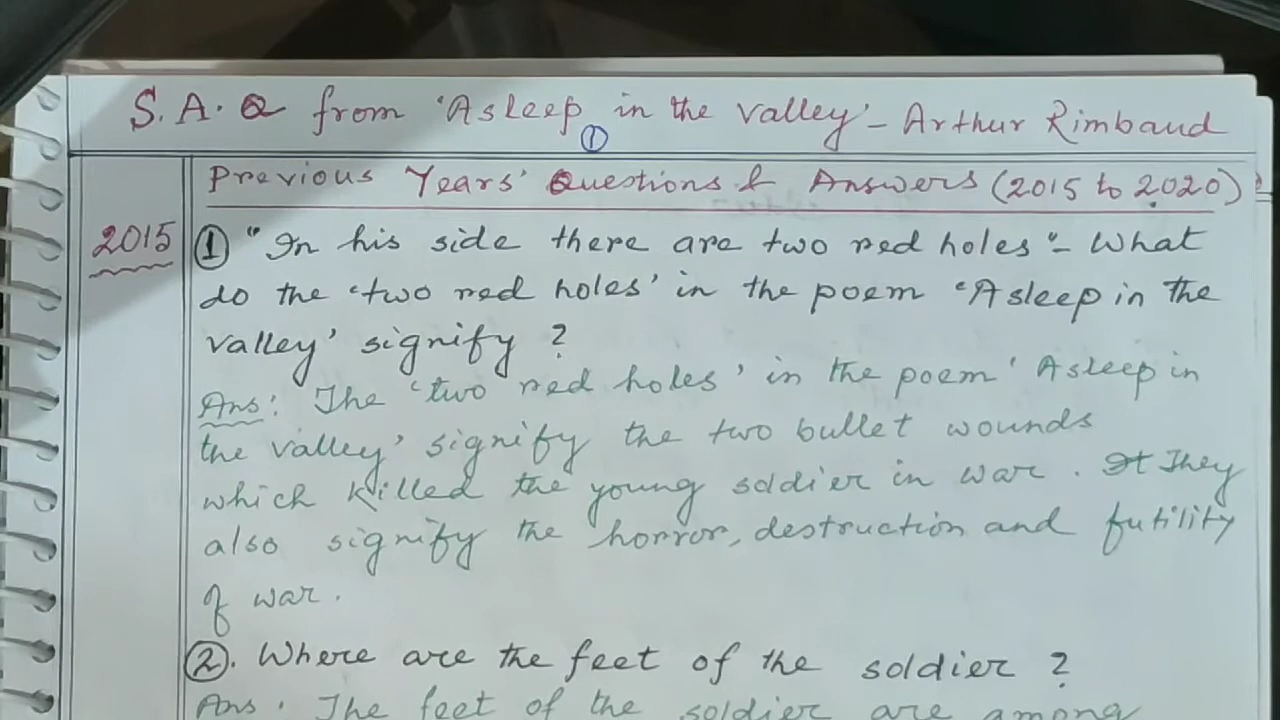 S.A.Q from 'Asleep in the valley' - Arthur Rimbaud
①
Previous Years' Questions & Answers (2015 to 2020)
2015 ① "In his side there are two red holes" - What
do the 'two red holes' in the poem 'Asleep in the
valley' signify ?
Ans: The 'two red holes' in the poem 'Asleep in
the valley' signify the two bullet wounds
which killed the young soldier in war. It They
also signify the horror, destruction and futility
of war.
②. Where are the feet of the soldier ?
Ans. The feet of the soldier are among